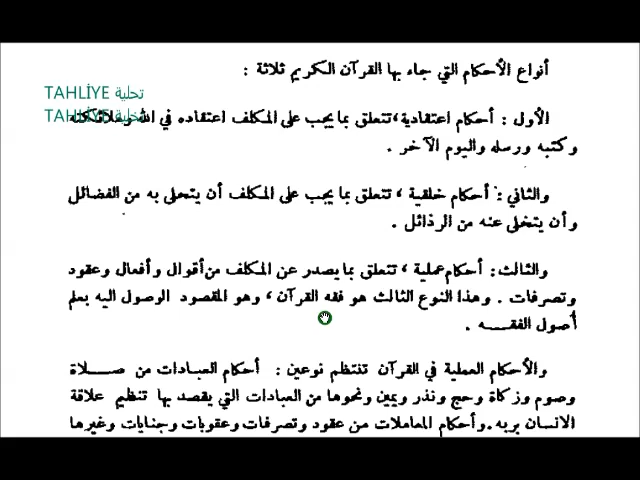 أنواع الأحكام التي جاء بها القرآن الكريم ثلاثة :
TAHLİYE تحلية
TAHLİYE تخلية
الأول : أحكام اعتقادية ، تتعلق بما يجب على المكلف اعتقاده في الله وملائكته
وكتبه ورسله واليوم الآخر .
والثاني : أحكام خلقية ، تتعلق بما يجب على المكلف أن يتحلى به من الفضائل
وأن يتخلى عنه من الرذائل .
والثالث : أحكام عملية ، تتعلق بما يصدر عن المكلف من أقوال وأفعال وعقود
وتصرفات . وهذا النوع الثالث هو فقه القرآن ، وهو المقصود الوصول اليه بعلم
أصول الفقـــه .
والأحكام العملية في القرآن تنتظم نوعين : أحكام العبادات من صـــلاة
وصوم وزكاة وحج ونذر ويمين ونحوها من العبادات التي يقصد بها تنظيم علاقة
الانسان بربه . وأحكام المعاملات من عقود وتصرفات وعقوبات وجنايات وغيرها